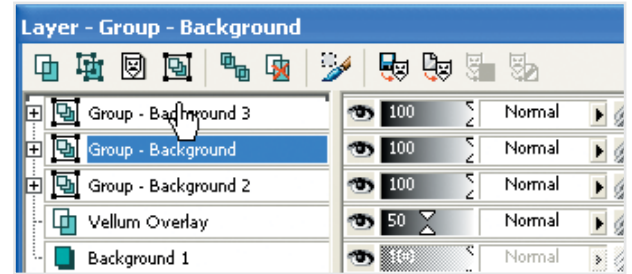 Layer - Group - Background
Group - Background 3 100 Normal
Group - Background 100 Normal
Group - Background 2 100 Normal
Vellum Overlay 50 Normal
Background 1 100 Normal